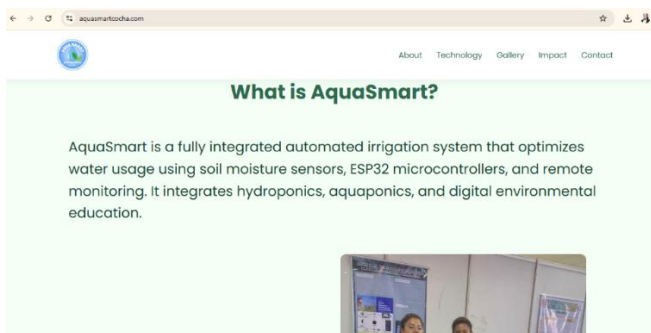 aquasmartcocha.com
About Technology Gallery Impact Contact
What is AquaSmart?
AquaSmart is a fully integrated automated irrigation system that optimizes
water usage using soil moisture sensors, ESP32 microcontrollers, and remote
monitoring. It integrates hydroponics, aquaponics, and digital environmental
education.